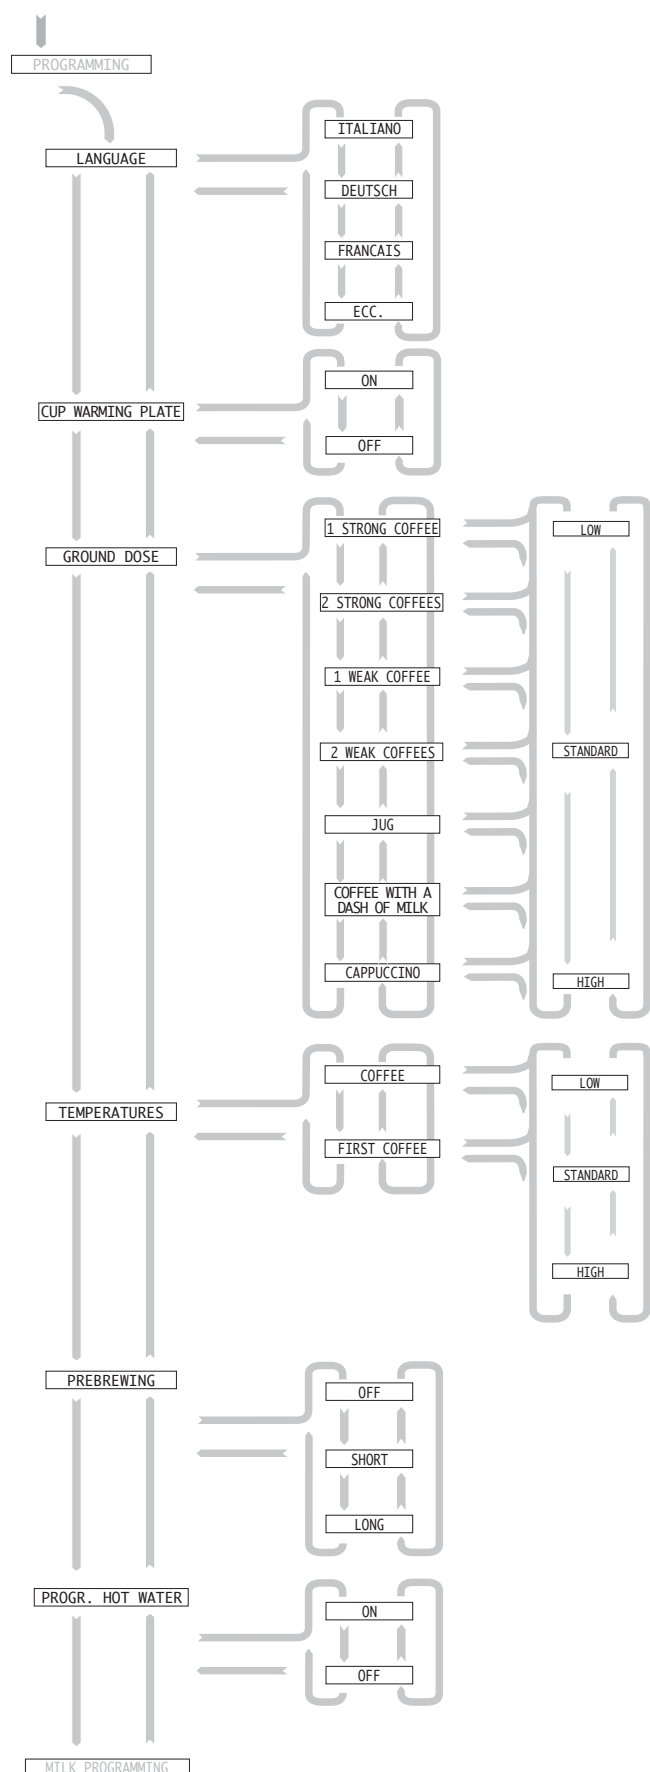 PROGRAMMING
LANGUAGE
ITALIANO
DEUTSCH
FRANCAIS
ECC.
CUP WARMING PLATE
ON
OFF
GROUND DOSE
1 STRONG COFFEE
2 STRONG COFFEES
1 WEAK COFFEE
2 WEAK COFFEES
JUG
COFFEE WITH A
DASH OF MILK
CAPPUCCINO
LOW
STANDARD
HIGH
TEMPERATURES
COFFEE
FIRST COFFEE
LOW
STANDARD
HIGH
PREBREWING
OFF
SHORT
LONG
PROGR. HOT WATER
ON
OFF
MILK PROGRAMMING